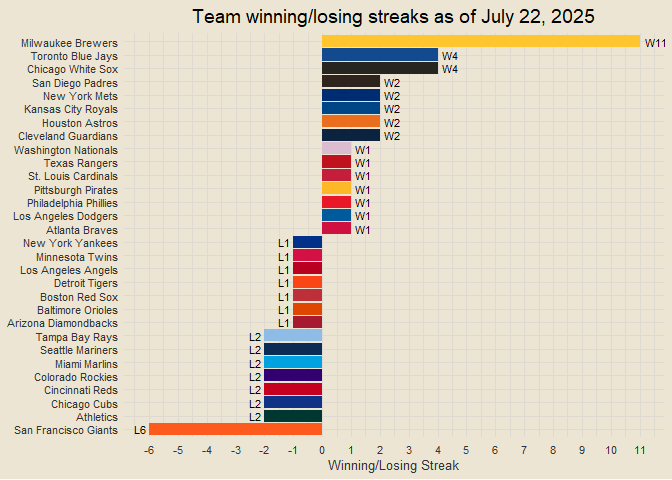 Team winning/losing streaks as of July 22, 2025
Milwaukee Brewers W11
Toronto Blue Jays W4
Chicago White Sox W4
San Diego Padres W2
New York Mets W2
Kansas City Royals W2
Houston Astros W2
Cleveland Guardians W2
Washington Nationals W1
Texas Rangers W1
St. Louis Cardinals W1
Pittsburgh Pirates W1
Philadelphia Phillies W1
Los Angeles Dodgers W1
Atlanta Braves W1
New York Yankees L1
Minnesota Twins L1
Los Angeles Angels L1
Detroit Tigers L1
Boston Red Sox L1
Baltimore Orioles L1
Arizona Diamondbacks L1
Tampa Bay Rays L2
Seattle Mariners L2
Miami Marlins L2
Colorado Rockies L2
Cincinnati Reds L2
Chicago Cubs L2
Athletics L2
San Francisco Giants L6
-6 -5 -4 -3 -2 -1 0 1 2 3 4 5 6 7 8 9 10 11
Winning/Losing Streak